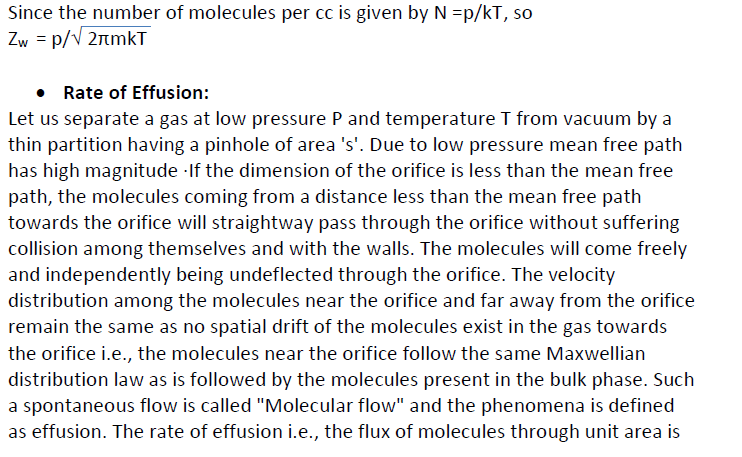 Since the number of molecules per cc is given by N =p/kT, so
Zw = p/√ 2πmkT
• Rate of Effusion:
Let us separate a gas at low pressure P and temperature T from vacuum by a
thin partition having a pinhole of area 's'. Due to low pressure mean free path
has high magnitude ·If the dimension of the orifice is less than the mean free
path, the molecules coming from a distance less than the mean free path
towards the orifice will straightway pass through the orifice without suffering
collision among themselves and with the walls. The molecules will come freely
and independently being undeflected through the orifice. The velocity
distribution among the molecules near the orifice and far away from the orifice
remain the same as no spatial drift of the molecules exist in the gas towards
the orifice i.e., the molecules near the orifice follow the same Maxwellian
distribution law as is followed by the molecules present in the bulk phase. Such
a spontaneous flow is called "Molecular flow" and the phenomena is defined
as effusion. The rate of effusion i.e., the flux of molecules through unit area is